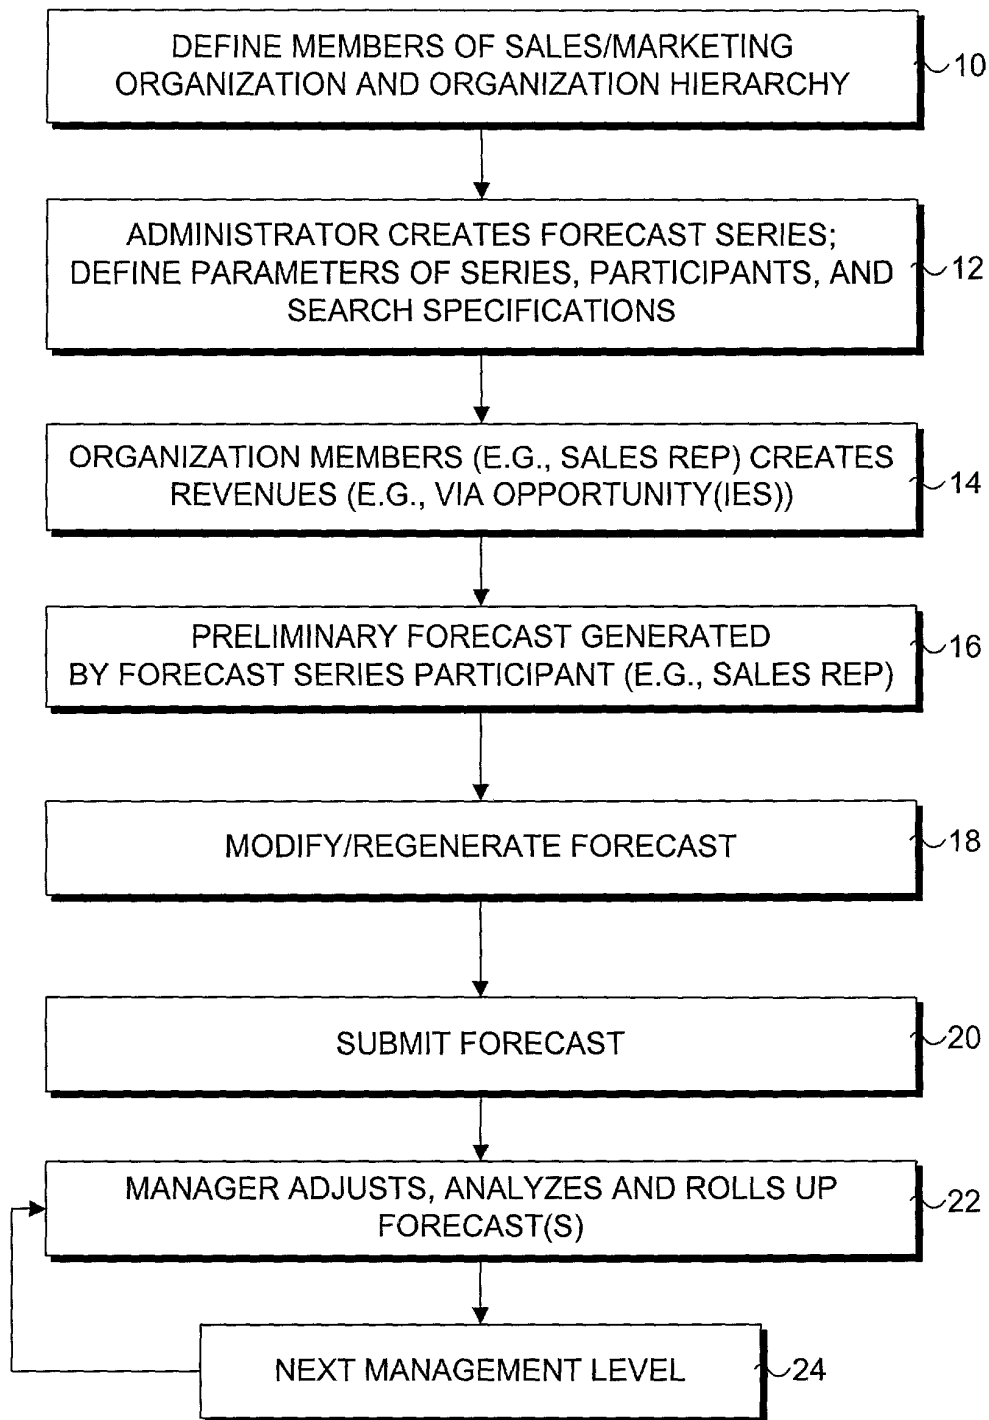 DEFINE MEMBERS OF SALES/MARKETING
ORGANIZATION AND ORGANIZATION HIERARCHY
10
ADMINISTRATOR CREATES FORECAST SERIES;
DEFINE PARAMETERS OF SERIES, PARTICIPANTS, AND
SEARCH SPECIFICATIONS
12
ORGANIZATION MEMBERS (E.G., SALES REP) CREATES
REVENUES (E.G., VIA OPPORTUNITY(IES))
14
PRELIMINARY FORECAST GENERATED
BY FORECAST SERIES PARTICIPANT (E.G., SALES REP)
16
MODIFY/REGENERATE FORECAST
18
SUBMIT FORECAST
20
MANAGER ADJUSTS, ANALYZES AND ROLLS UP
FORECAST(S)
22
NEXT MANAGEMENT LEVEL
24